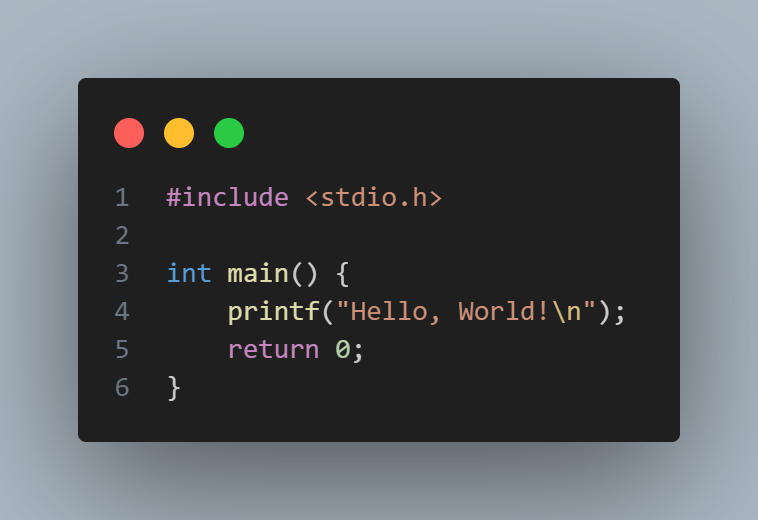 1 #include <stdio.h>
2
3 int main() {
4     printf("Hello, World!\n");
5     return 0;
6 }